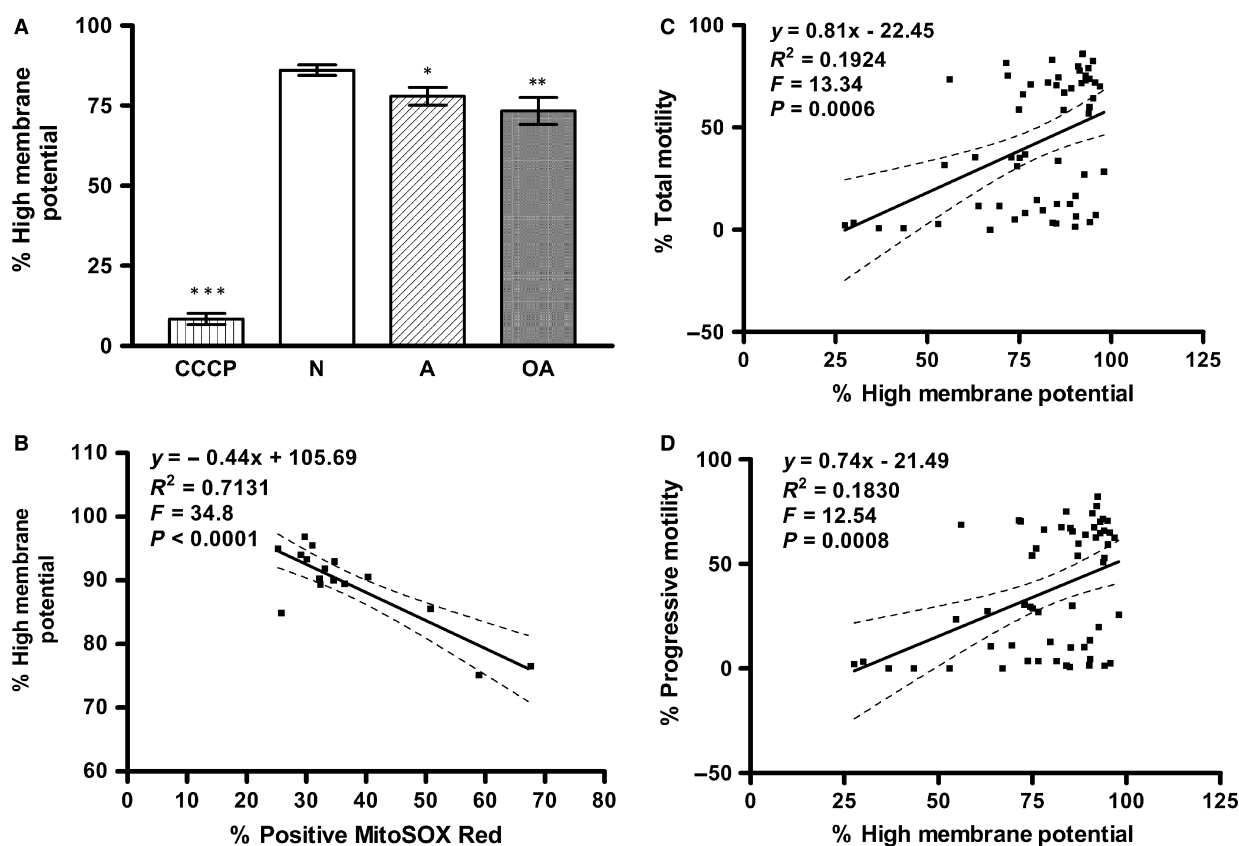 A
% High membrane
potential
100
75
50
25
0
***
*
**
CCCP N A OA
B
% High membrane
potential
110
100
90
80
70
60
y = – 0.44x + 105.69
R² = 0.7131
F = 34.8
P < 0.0001
0 10 20 30 40 50 60 70 80
% Positive MitoSOX Red
C
% Total motility
100
50
0
–50
y = 0.81x - 22.45
R² = 0.1924
F = 13.34
P = 0.0006
0 25 50 75 100 125
% High membrane potential
D
% Progressive motility
100
50
0
–50
y = 0.74x - 21.49
R² = 0.1830
F = 12.54
P = 0.0008
0 25 50 75 100 125
% High membrane potential